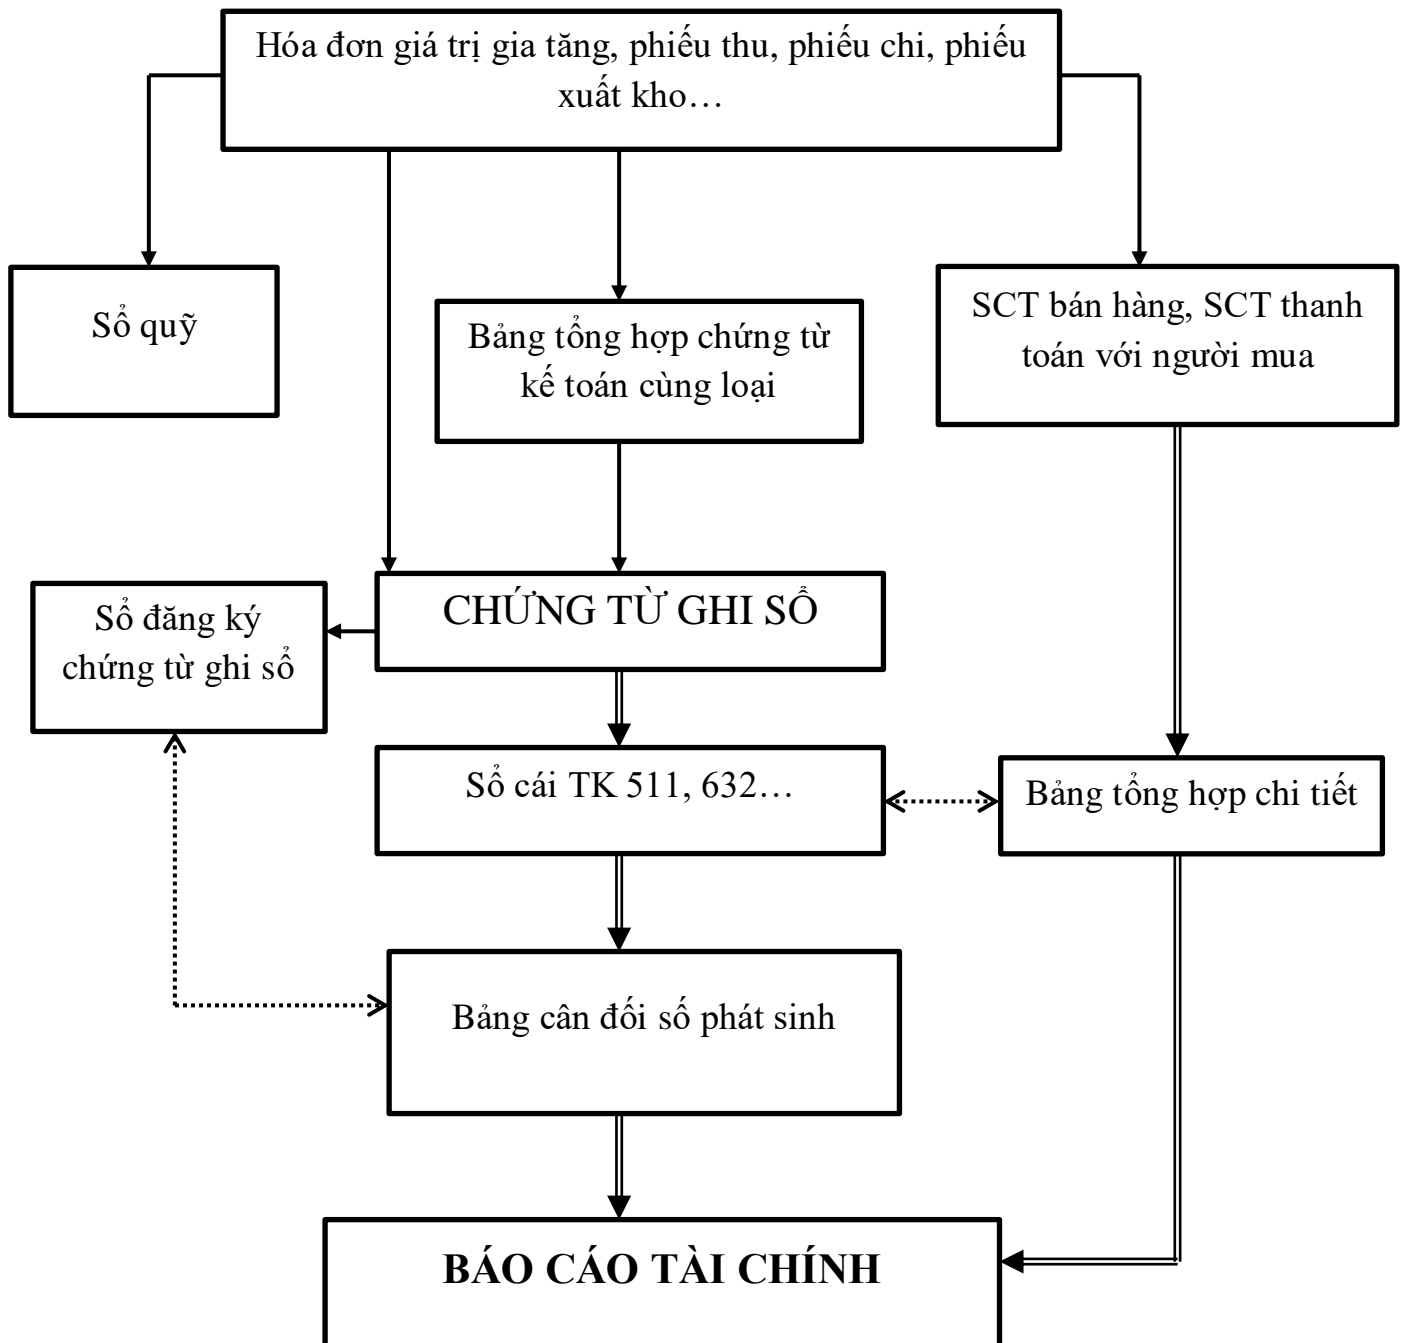 Hóa đơn giá trị gia tăng, phiếu thu, phiếu chi, phiếu
xuất kho…
Sổ quỹ
Bảng tổng hợp chứng từ
kế toán cùng loại
SCT bán hàng, SCT thanh
toán với người mua
Sổ đăng ký
chứng từ ghi sổ
CHỨNG TỪ GHI SỔ
Sổ cái TK 511, 632…
Bảng tổng hợp chi tiết
Bảng cân đối số phát sinh
BÁO CÁO TÀI CHÍNH